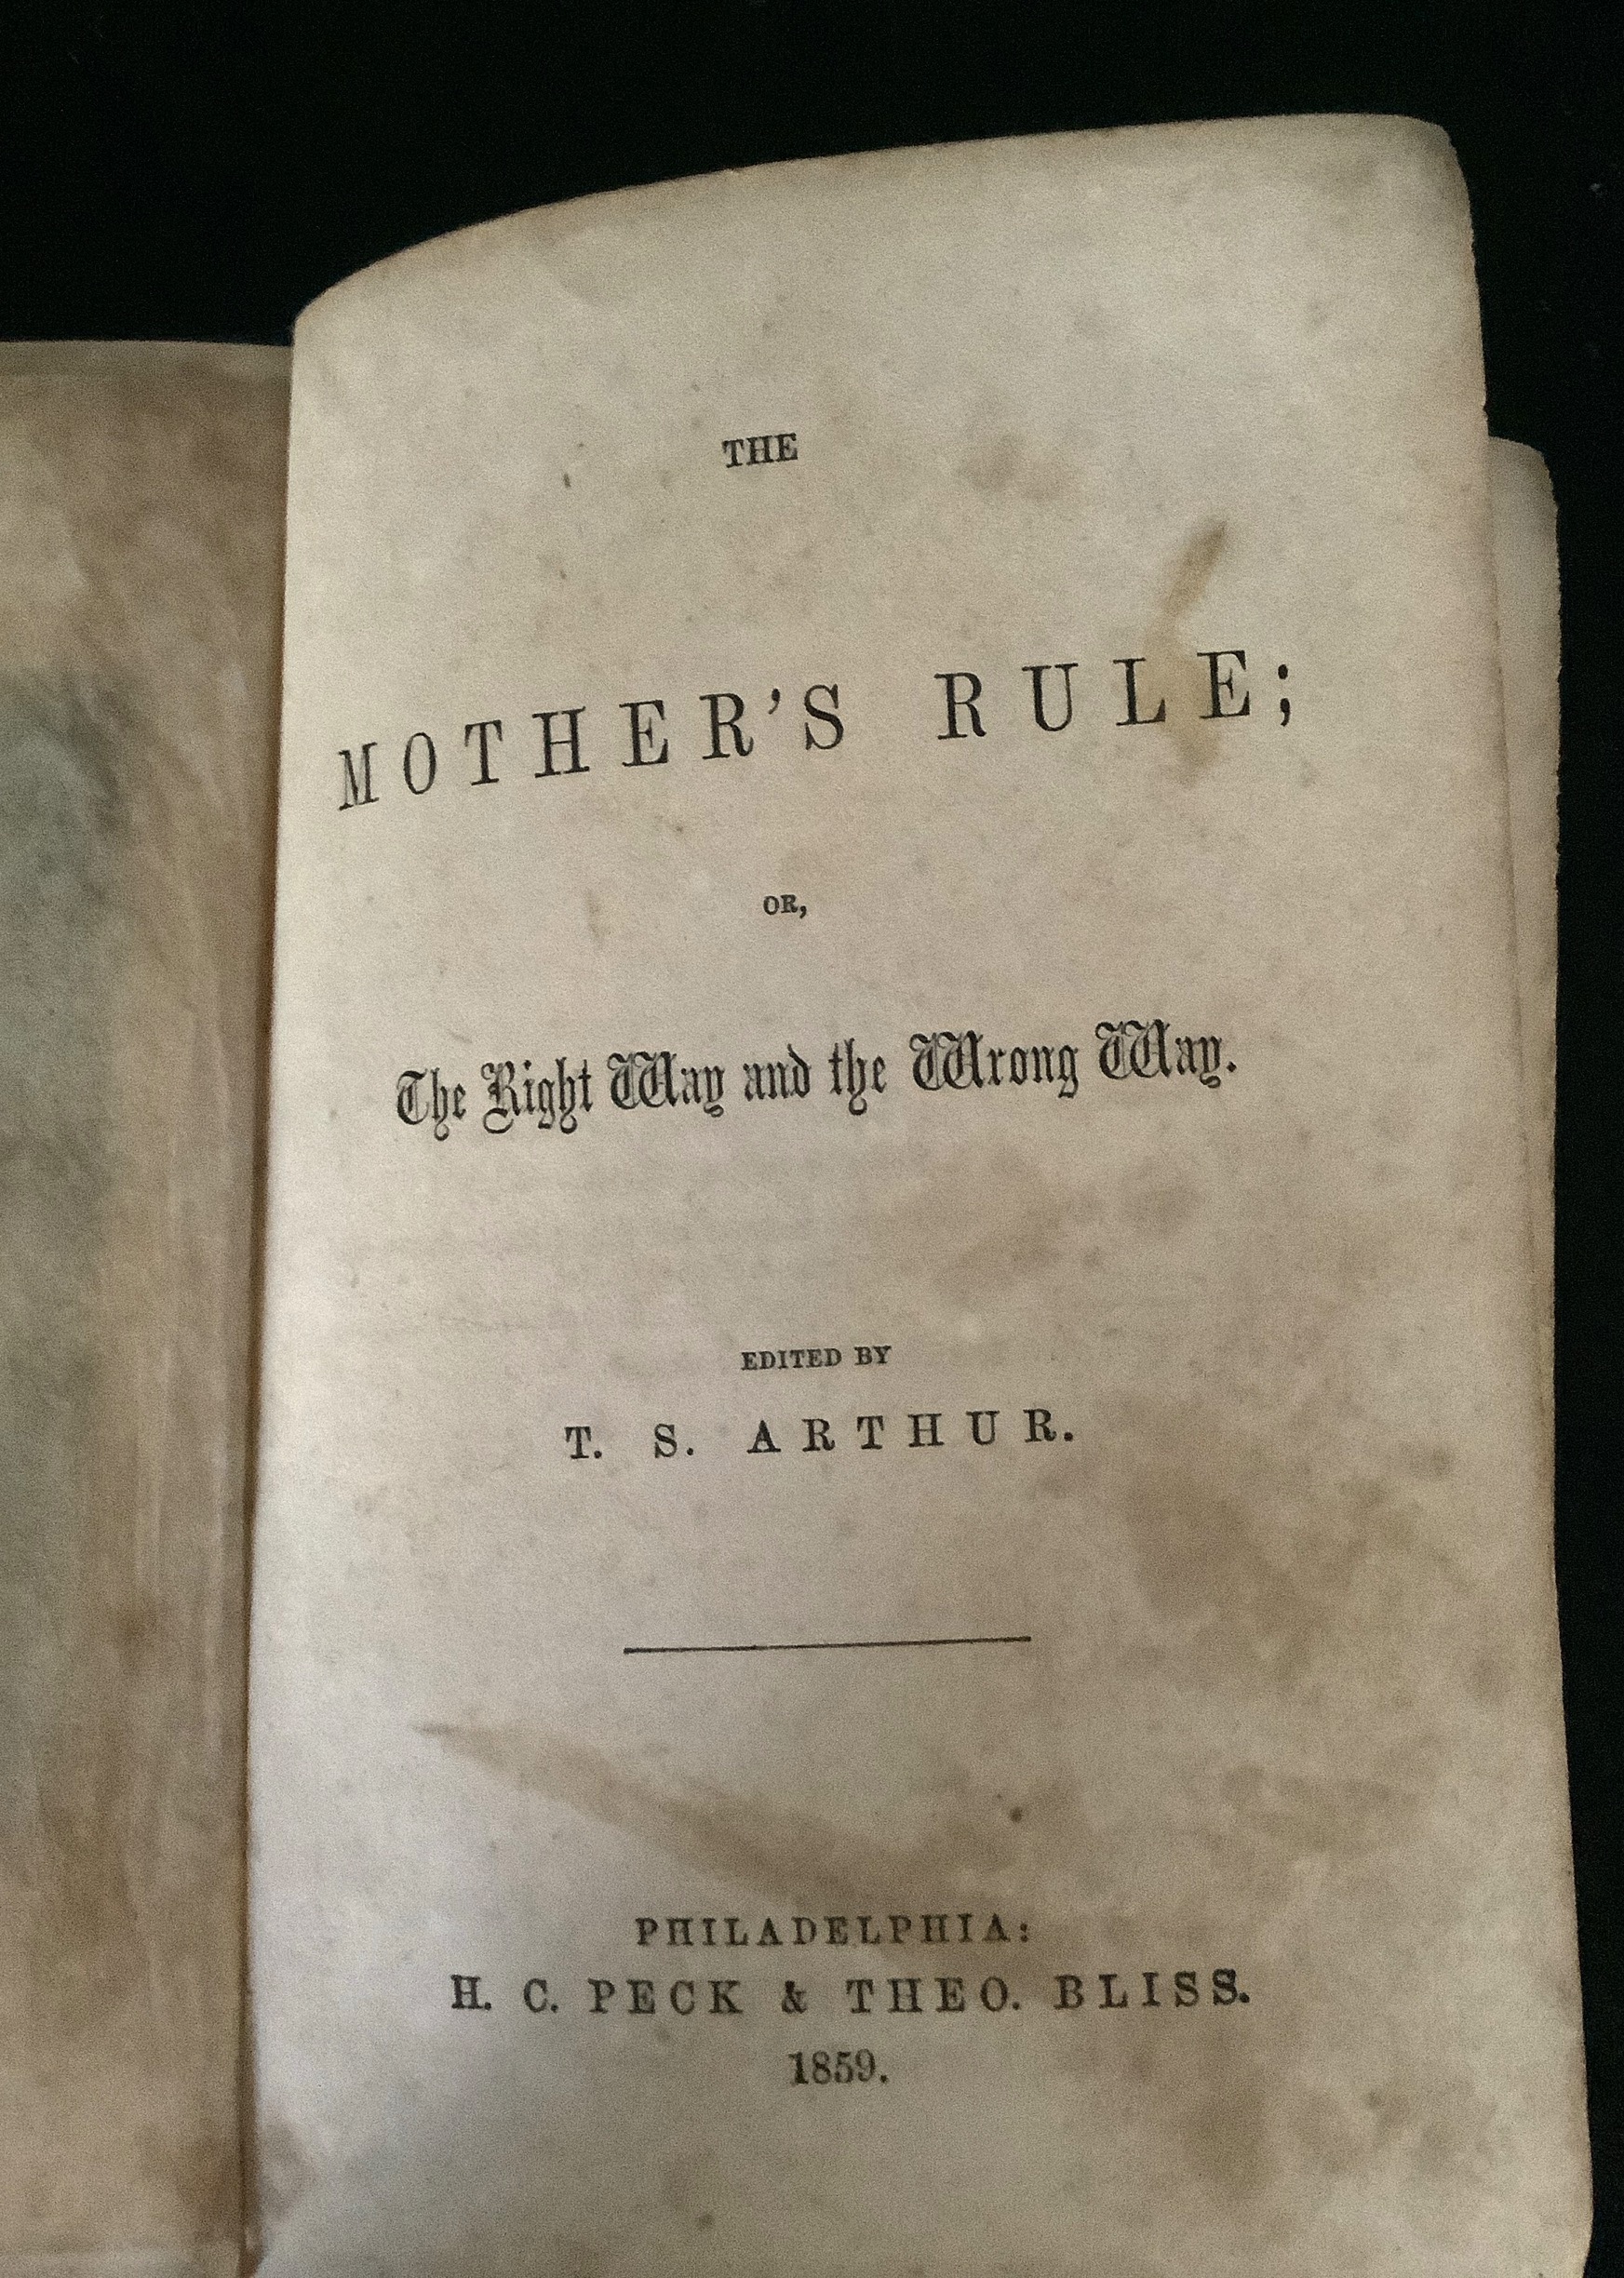 THE
MOTHER'S RULE;
OR,
The Right Way and the Wrong Way.
EDITED BY
T. S. ARTHUR.
PHILADELPHIA:
H. C. PECK & THEO. BLISS.
1859.